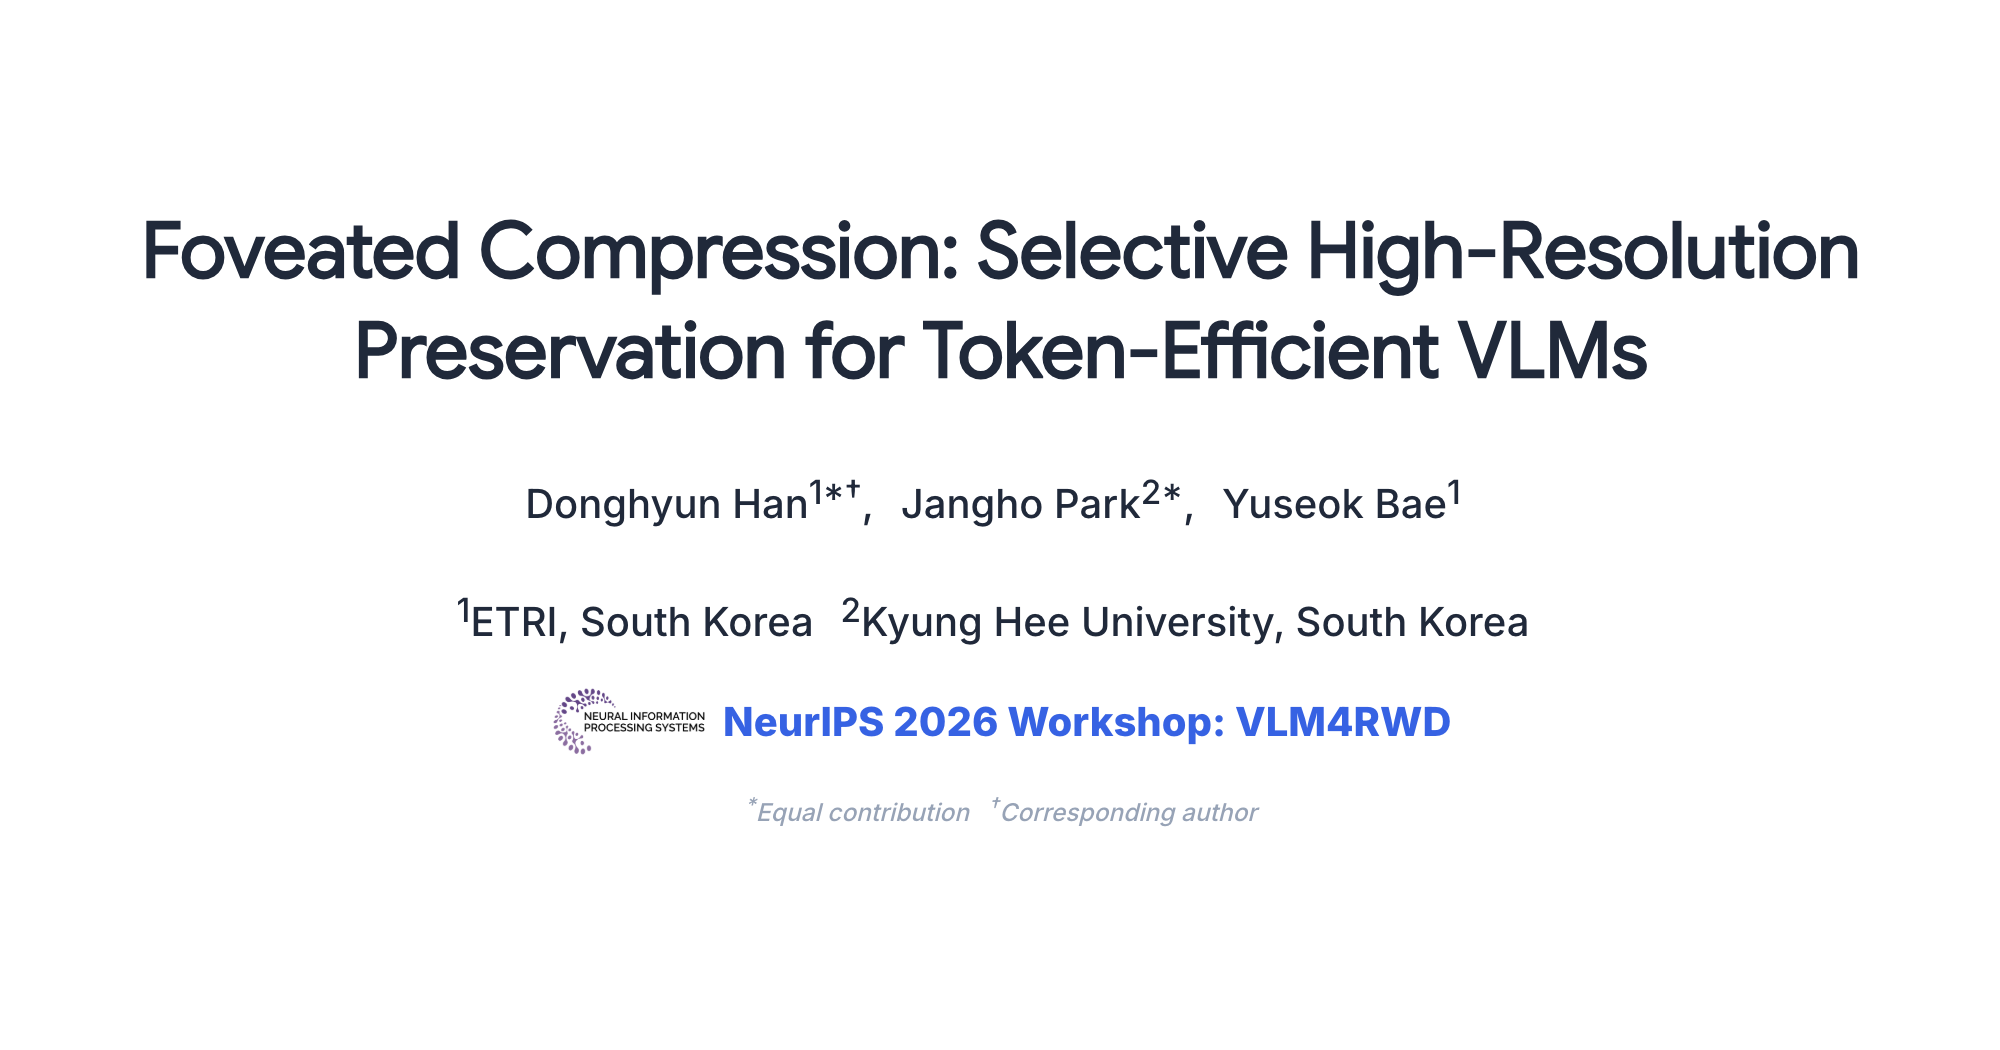 Foveated Compression: Selective High-Resolution
Preservation for Token-Efficient VLMs
Donghyun Han1*†, Jangho Park2*, Yuseok Bae1
1ETRI, South Korea 2Kyung Hee University, South Korea
NEURAL INFORMATION
PROCESSING SYSTEMS
NeurIPS 2026 Workshop: VLM4RWD
*Equal contribution †Corresponding author